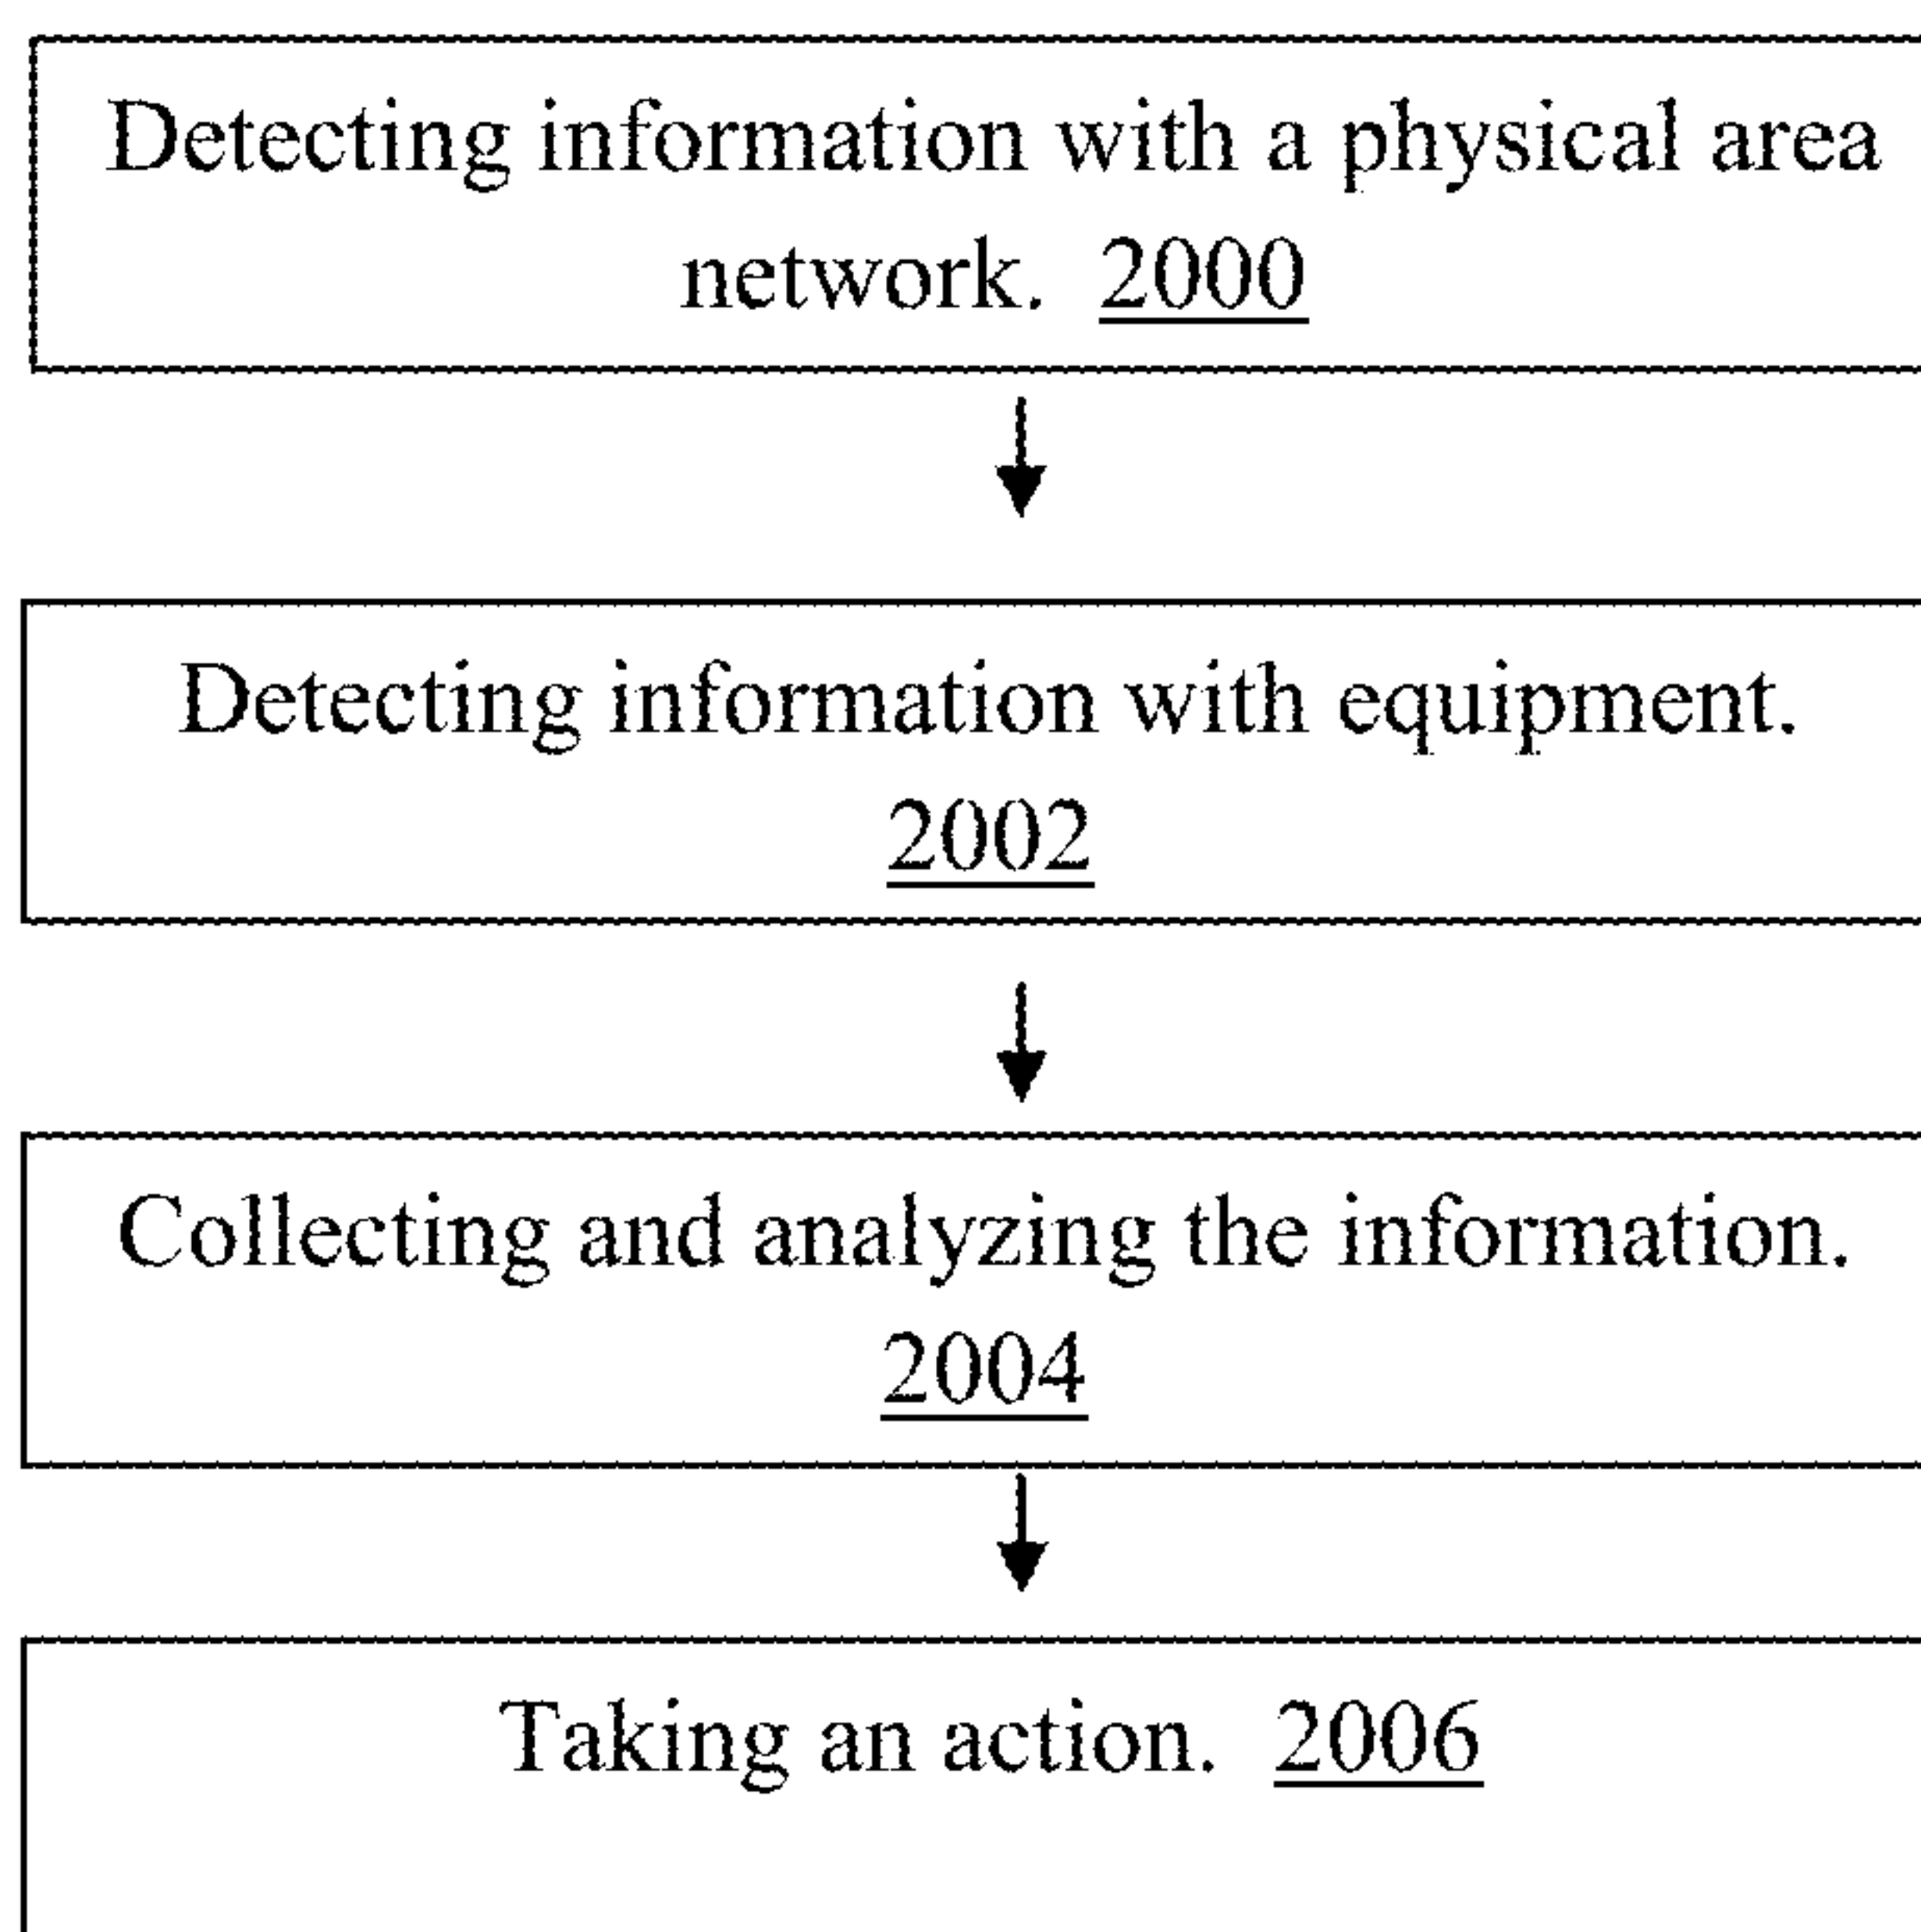 Detecting information with a physical area
network. 2000
Detecting information with equipment.
2002
Collecting and analyzing the information.
2004
Taking an action. 2006